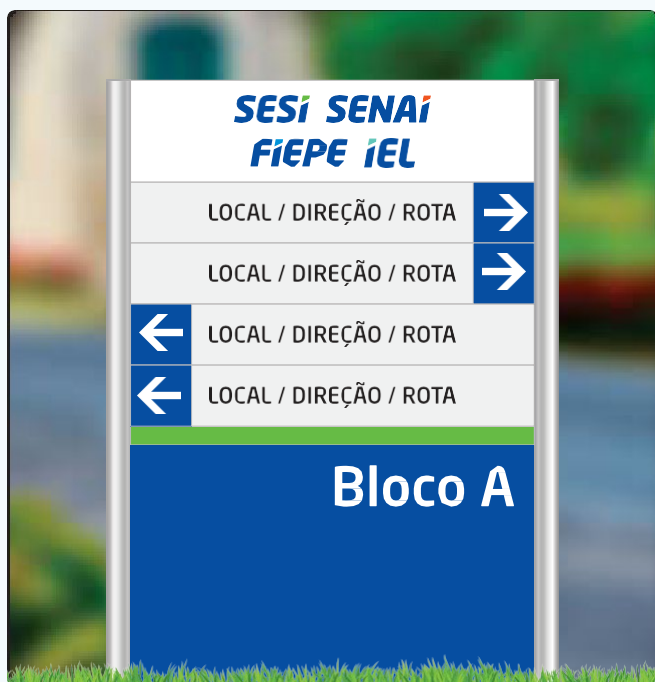 SESI SENAI
FIEPE IEL
LOCAL / DIREÇÃO / ROTA
LOCAL / DIREÇÃO / ROTA
LOCAL / DIREÇÃO / ROTA
LOCAL / DIREÇÃO / ROTA
Bloco A